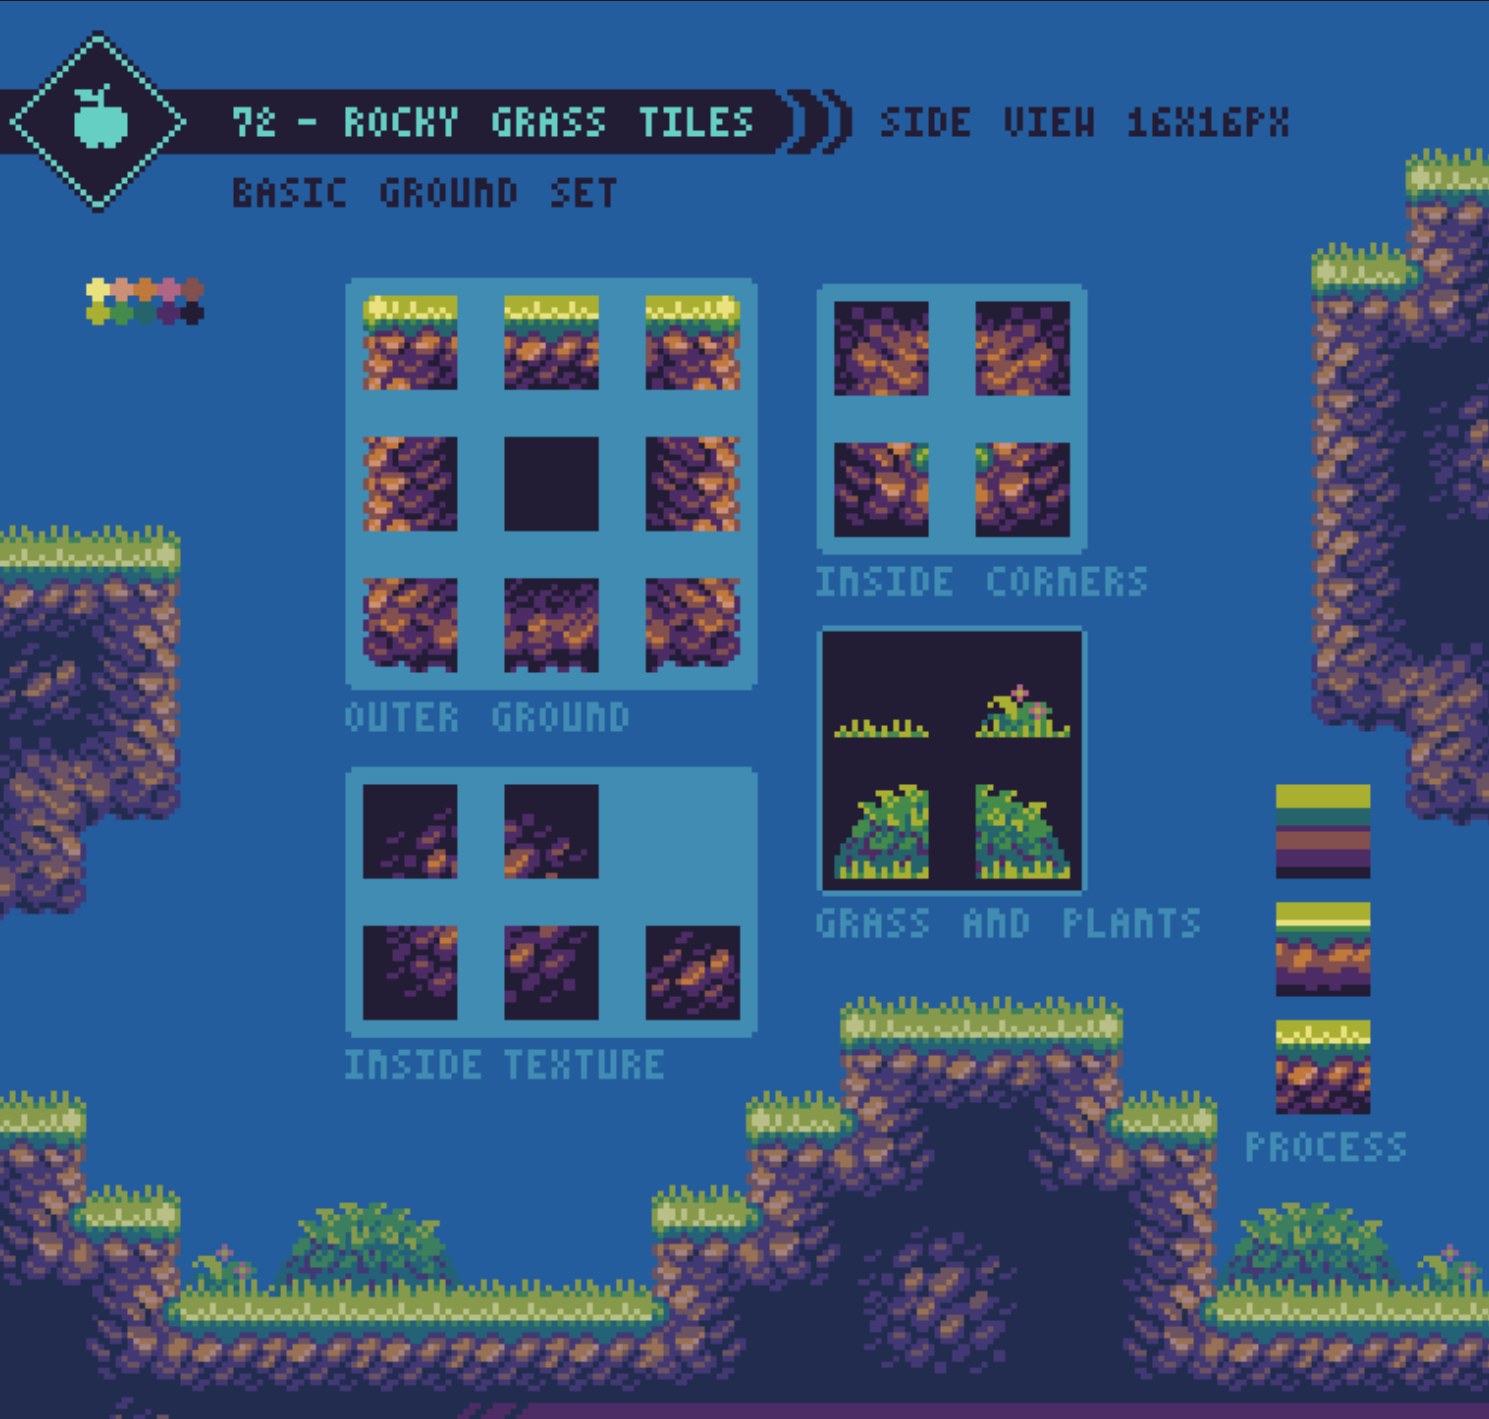 72 - ROCKY GRASS TILES
SIDE VIEW 16X16PX
BASIC GROUND SET
OUTER GROUND
INSIDE CORNERS
GRASS AND PLANTS
INSIDE TEXTURE
PROCESS